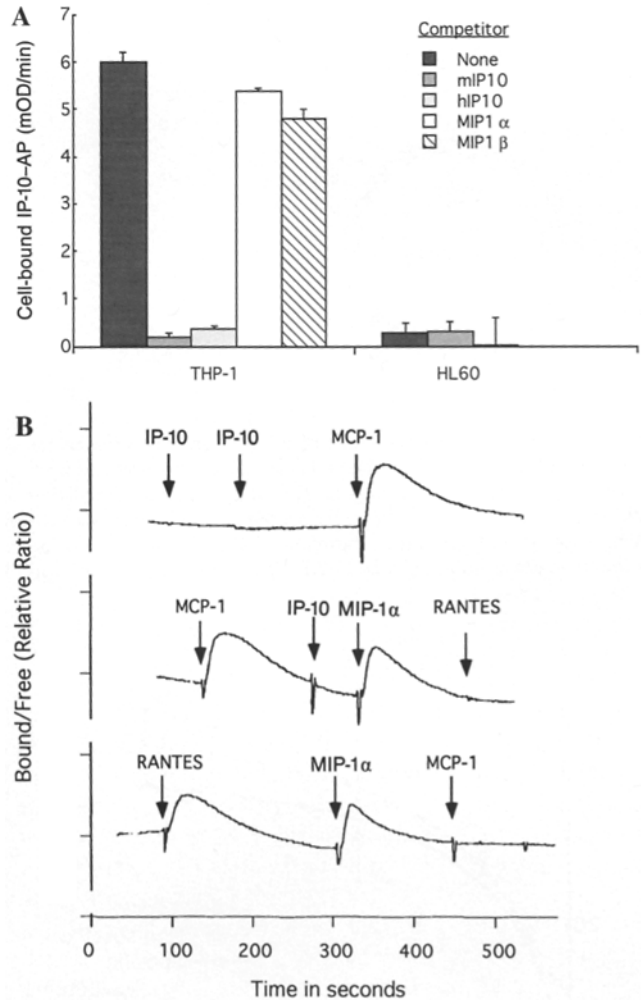 A
Cell-bound IP-10–AP (mOD/min)
7
6
5
4
3
2
1
0
Competitor
None
mIP10
hIP10
MIP1 α
MIP1 β
THP-1
HL60
B
Bound/Free (Relative Ratio)
IP-10
IP-10
MCP-1
MCP-1
IP-10
MIP-1α
RANTES
RANTES
MIP-1α
MCP-1
0
100
200
300
400
500
Time in seconds